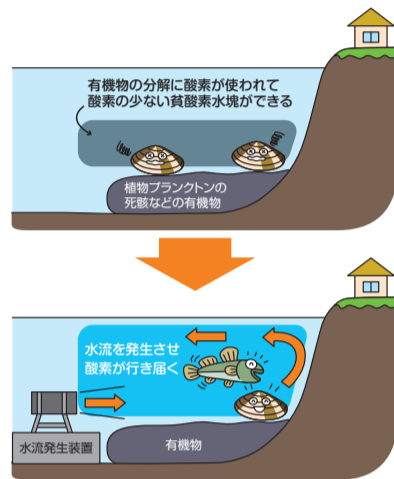 有機物の分解に酸素が使われて
酸素の少ない貧酸素水塊ができる
植物プランクトンの
死骸などの有機物
水流を発生させ
酸素が行き届く
水流発生装置
有機物